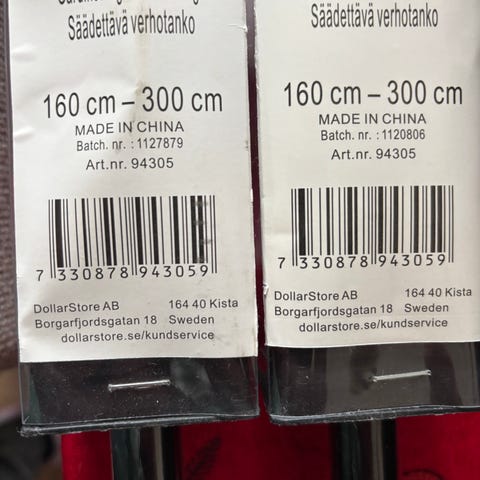 Säädettävä verhotanko
160 cm – 300 cm
MADE IN CHINA
Batch. nr. : 1127879
Art.nr. 94305
7 330878 943059
DollarStore AB 164 40 Kista
Borgarfjordsgatan 18 Sweden
dollarstore.se/kundservice
Säädettävä verhotanko
160 cm – 300 cm
MADE IN CHINA
Batch. nr. : 1120806
Art.nr. 94305
7 330878 943059
DollarStore AB 164 40 Kista
Borgarfjordsgatan 18 Sweden
dollarstore.se/kundservice